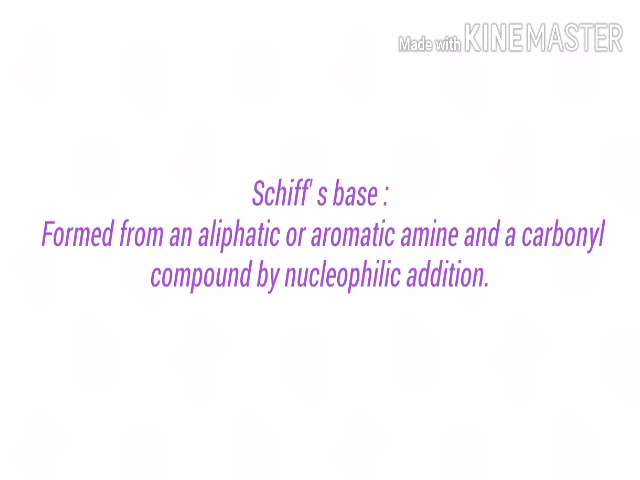 Made with KINEMASTER
Schiff' s base :
Formed from an aliphatic or aromatic amine and a carbonyl
compound by nucleophilic addition.